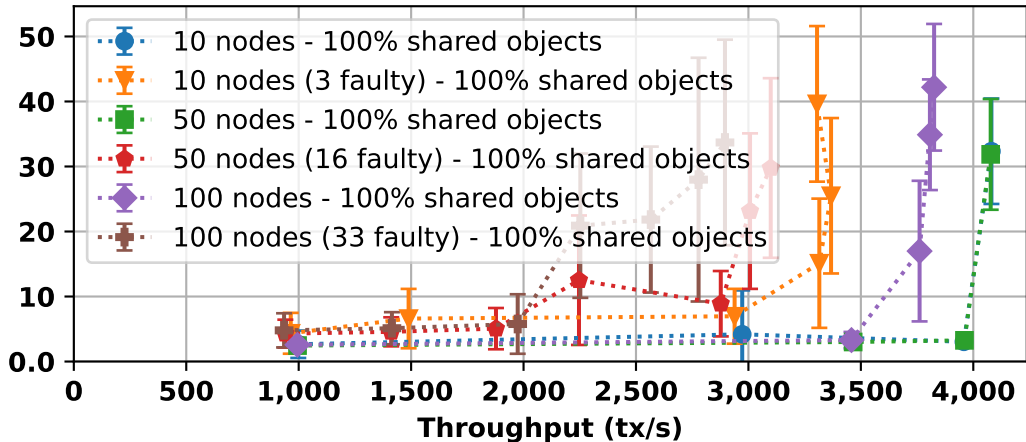 50
40
30
20
10
0.0
10 nodes - 100% shared objects
10 nodes (3 faulty) - 100% shared objects
50 nodes - 100% shared objects
50 nodes (16 faulty) - 100% shared objects
100 nodes - 100% shared objects
100 nodes (33 faulty) - 100% shared objects
0 500 1,000 1,500 2,000 2,500 3,000 3,500 4,000
Throughput (tx/s)